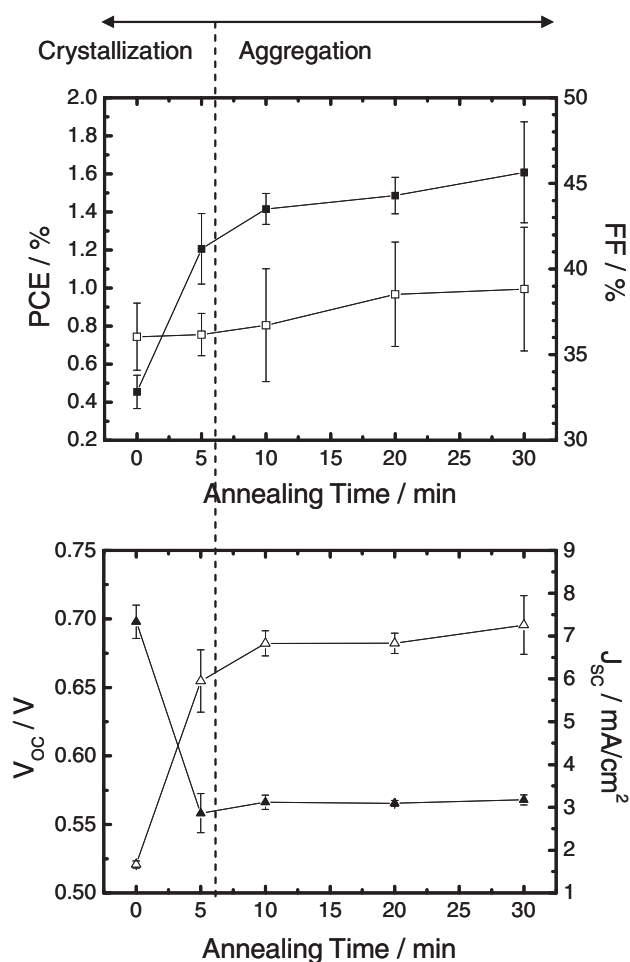 Crystallization Aggregation
2.0 50
1.8
1.6 45
1.4
1.2
1.0 40
0.8
0.6 35
0.4
0.2 30
PCE / %
FF / %
0 5 10 15 20 25 30
Annealing Time / min
0.75 9
8
0.70 7
0.65 6
5
0.60 4
0.55 3
2
0.50 1
V_OC / V
J_SC / mA/cm²
0 5 10 15 20 25 30
Annealing Time / min